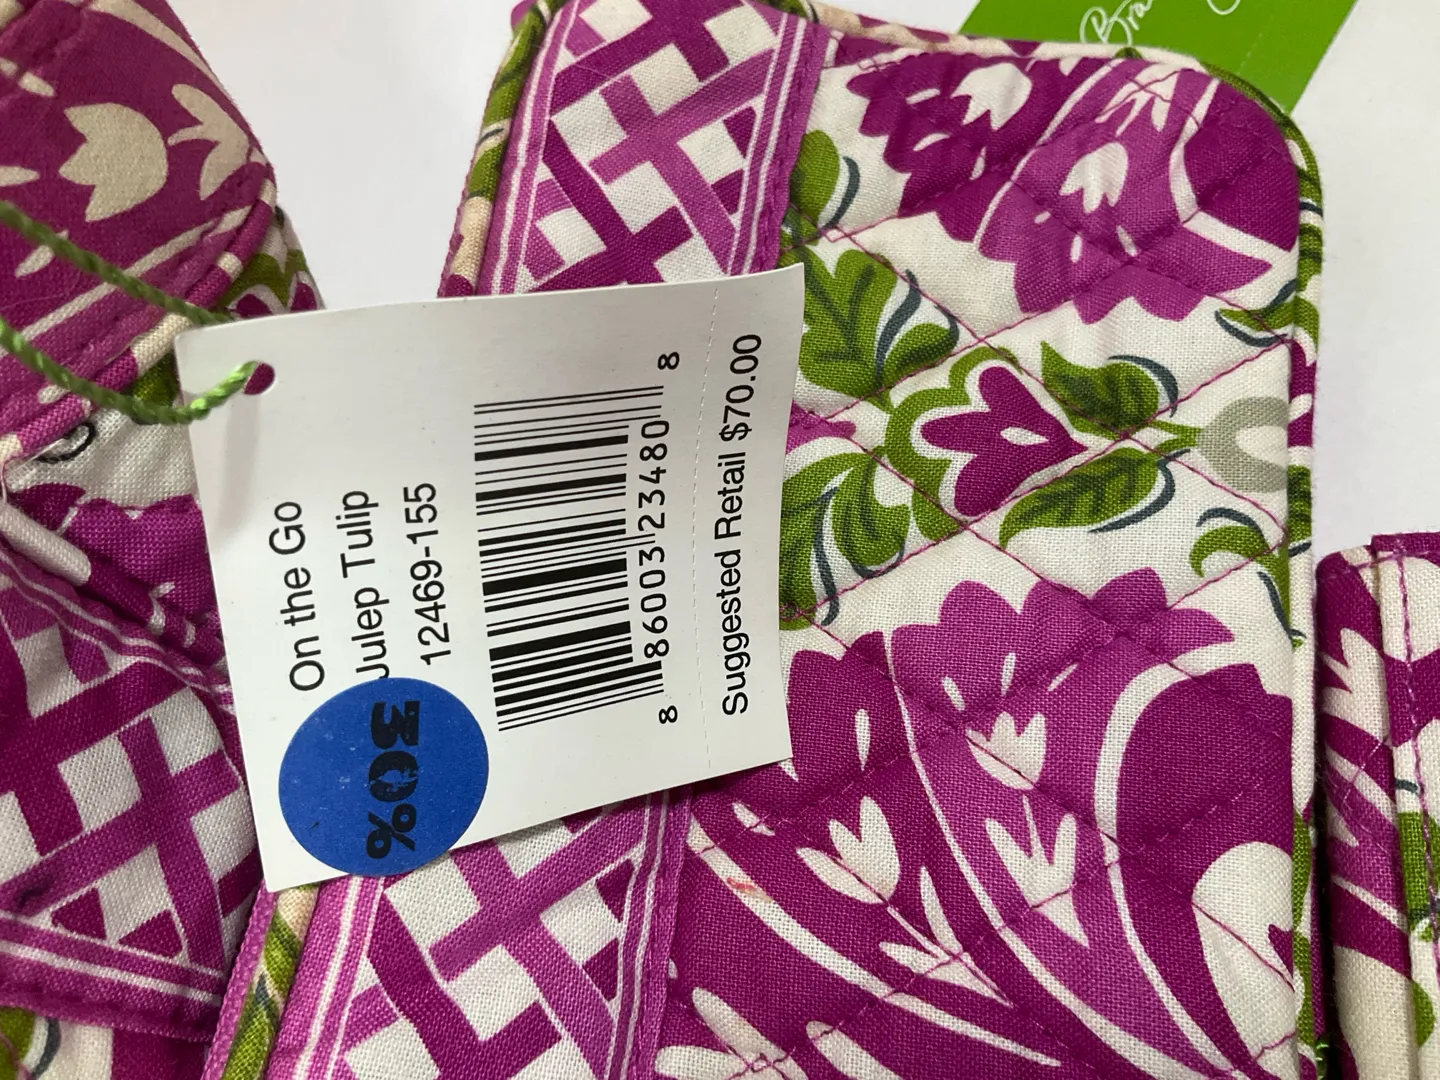 On the Go
Julep Tulip
12469-155
8 86003 23480 8
Suggested Retail $70.00
30%